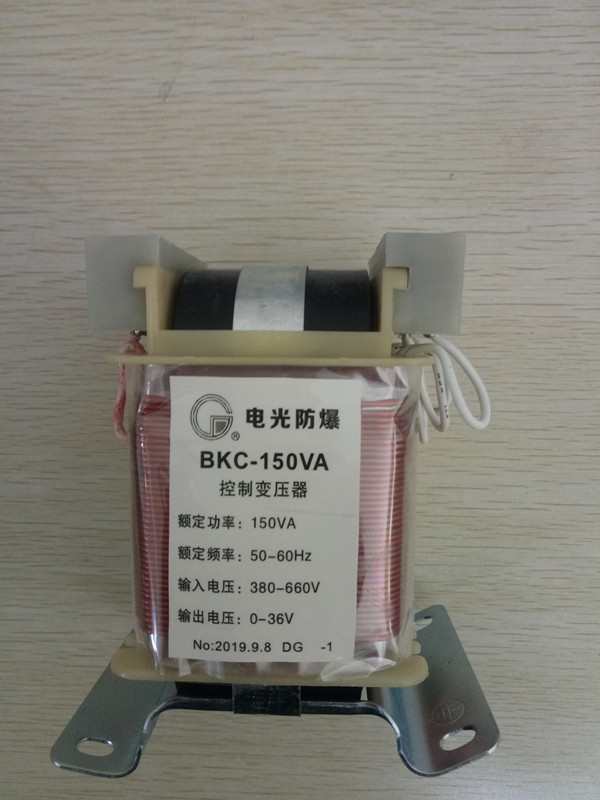 电光防爆
®
BKC-150VA
控制变压器
额定功率：150VA
额定频率：50-60Hz
输入电压：380-660V
输出电压：0-36V
No:2019.9.8 DG -1